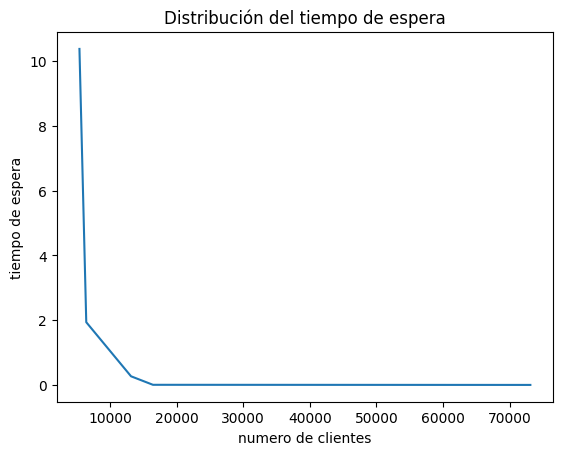 Distribución del tiempo de espera
tiempo de espera
10
8
6
4
2
0
10000 20000 30000 40000 50000 60000 70000
numero de clientes